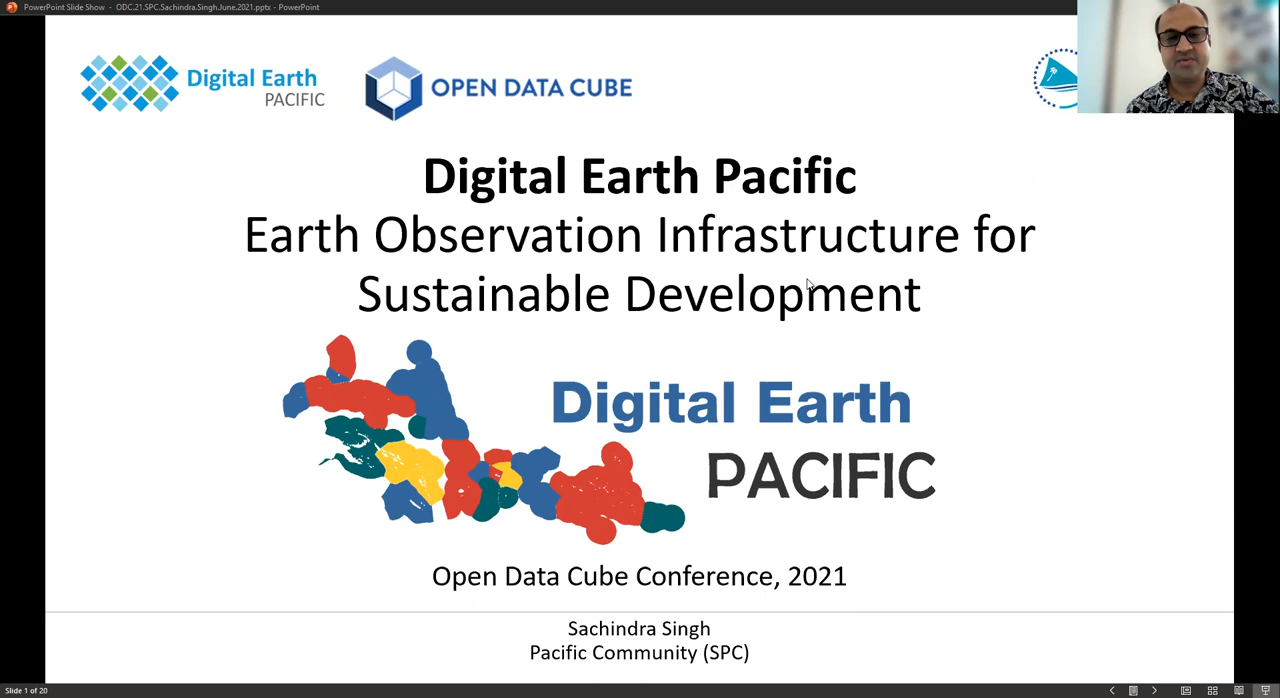 PowerPoint Slide Show - ODC.21.SPC.Sachindra.SinghJune.2021.pptx - PowerPoint
Digital Earth
PACIFIC
OPEN DATA CUBE
Digital Earth Pacific
Earth Observation Infrastructure for
Sustainable Development
Digital Earth
PACIFIC
Open Data Cube Conference, 2021
Sachindra Singh
Pacific Community (SPC)
Slide 1 of 20